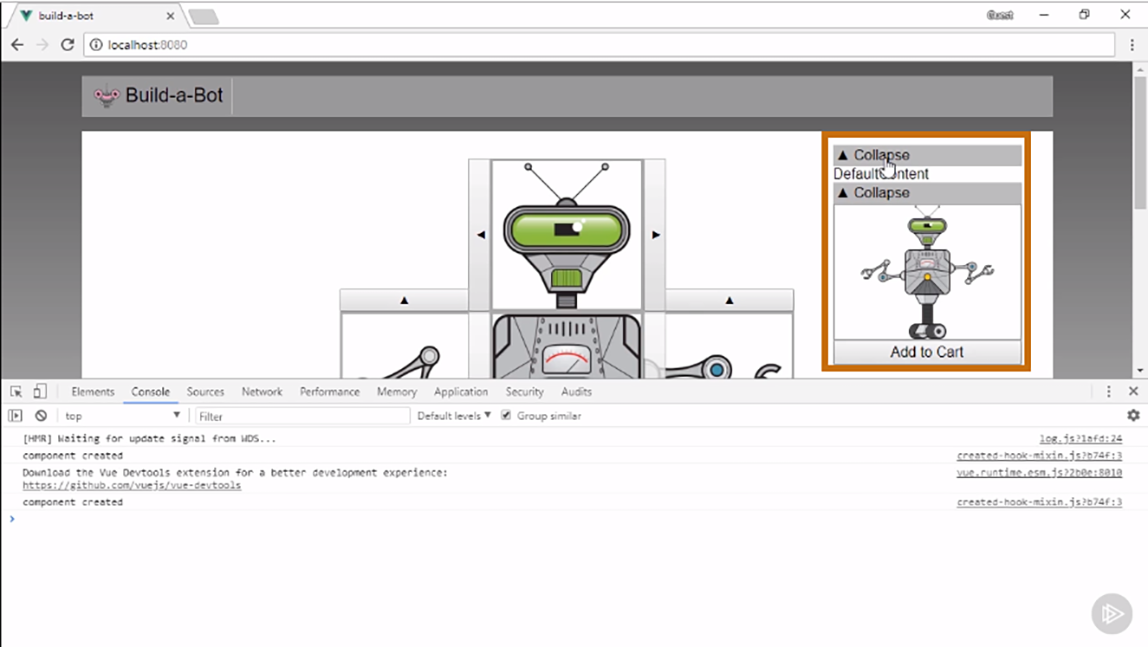 build-a-bot
Guest
localhost:8080
Build-a-Bot
▲ Collapse
Default Content
▲ Collapse
Add to Cart
Elements Console Sources Network Performance Memory Application Security Audits
top Filter Default levels ▼ Group similar
[HMR] Waiting for update signal from WDS... log.js?1afd:24
component created created-hook-mixin.js?b74f:3
Download the Vue Devtools extension for a better development experience: vue.runtime.esm.js?2b0e:8010
https://github.com/vuejs/vue-devtools
component created created-hook-mixin.js?b74f:3